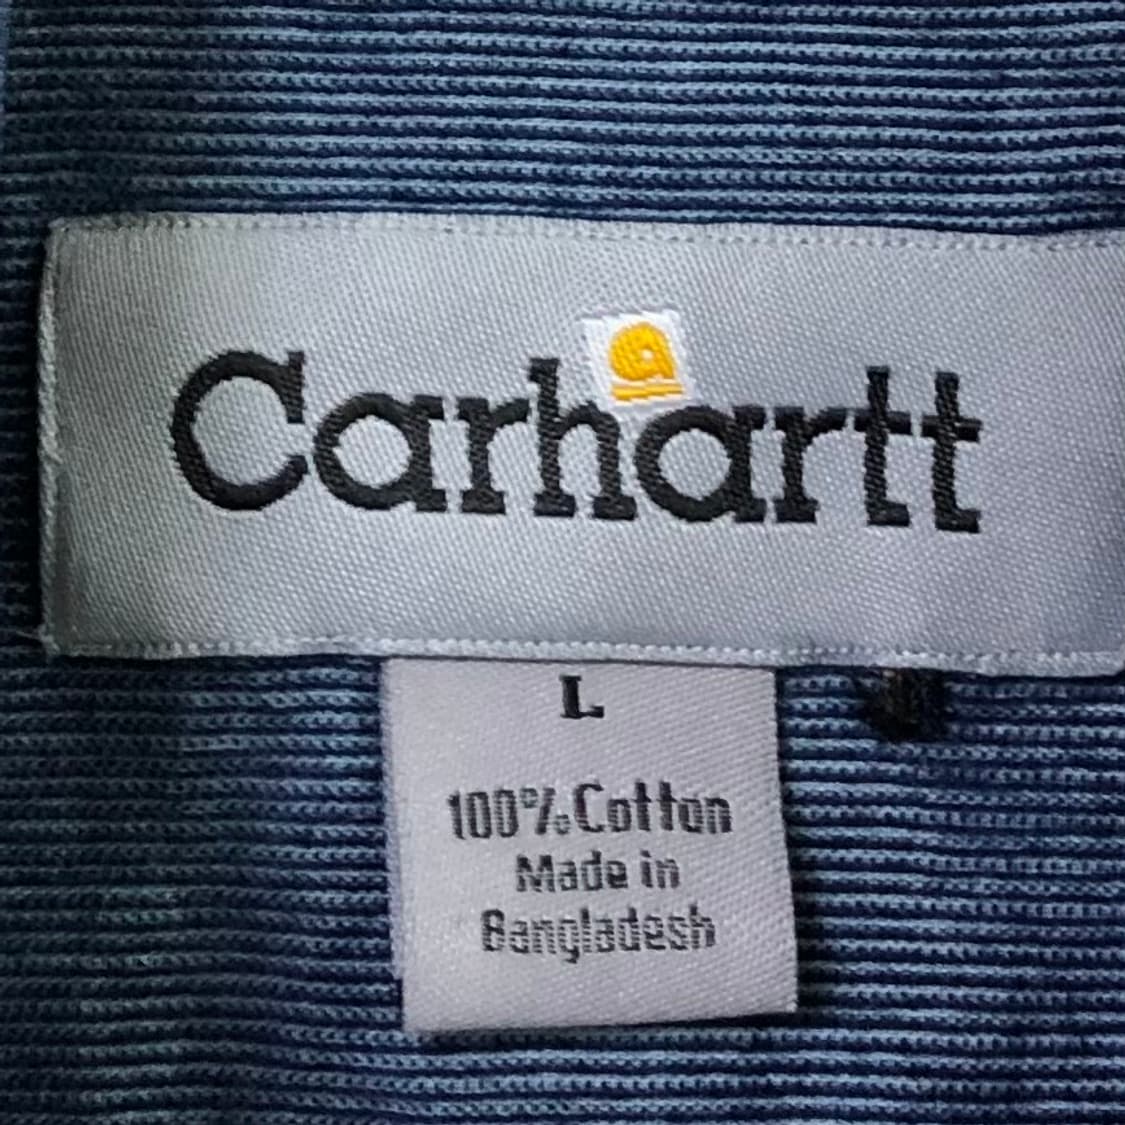 Carhartt
L
100% Cotton
Made in
Bangladesh